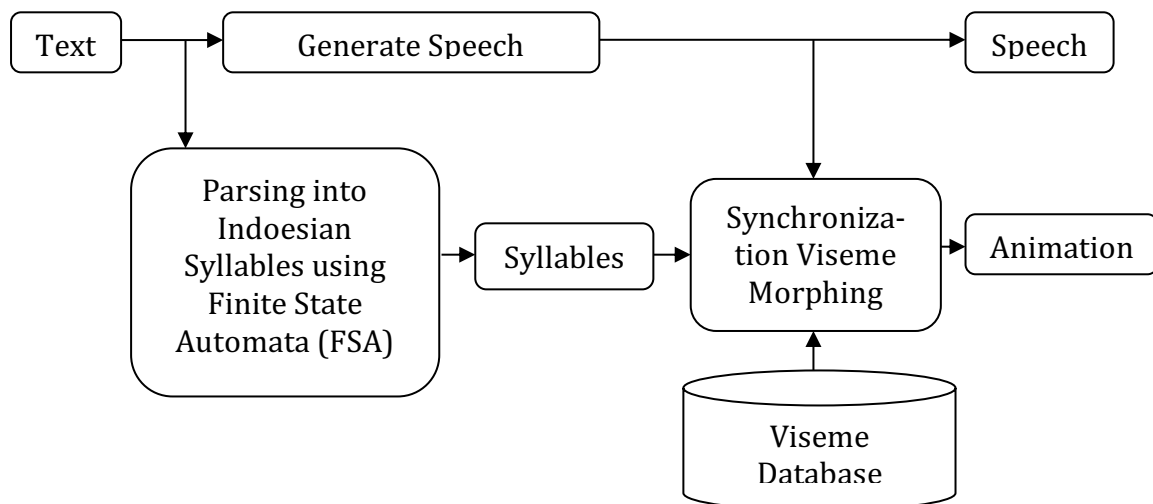 Text
Generate Speech
Speech
Parsing into
Indoesian
Syllables using
Finite State
Automata (FSA)
Syllables
Synchroniza-
tion Viseme
Morphing
Animation
Viseme
Database